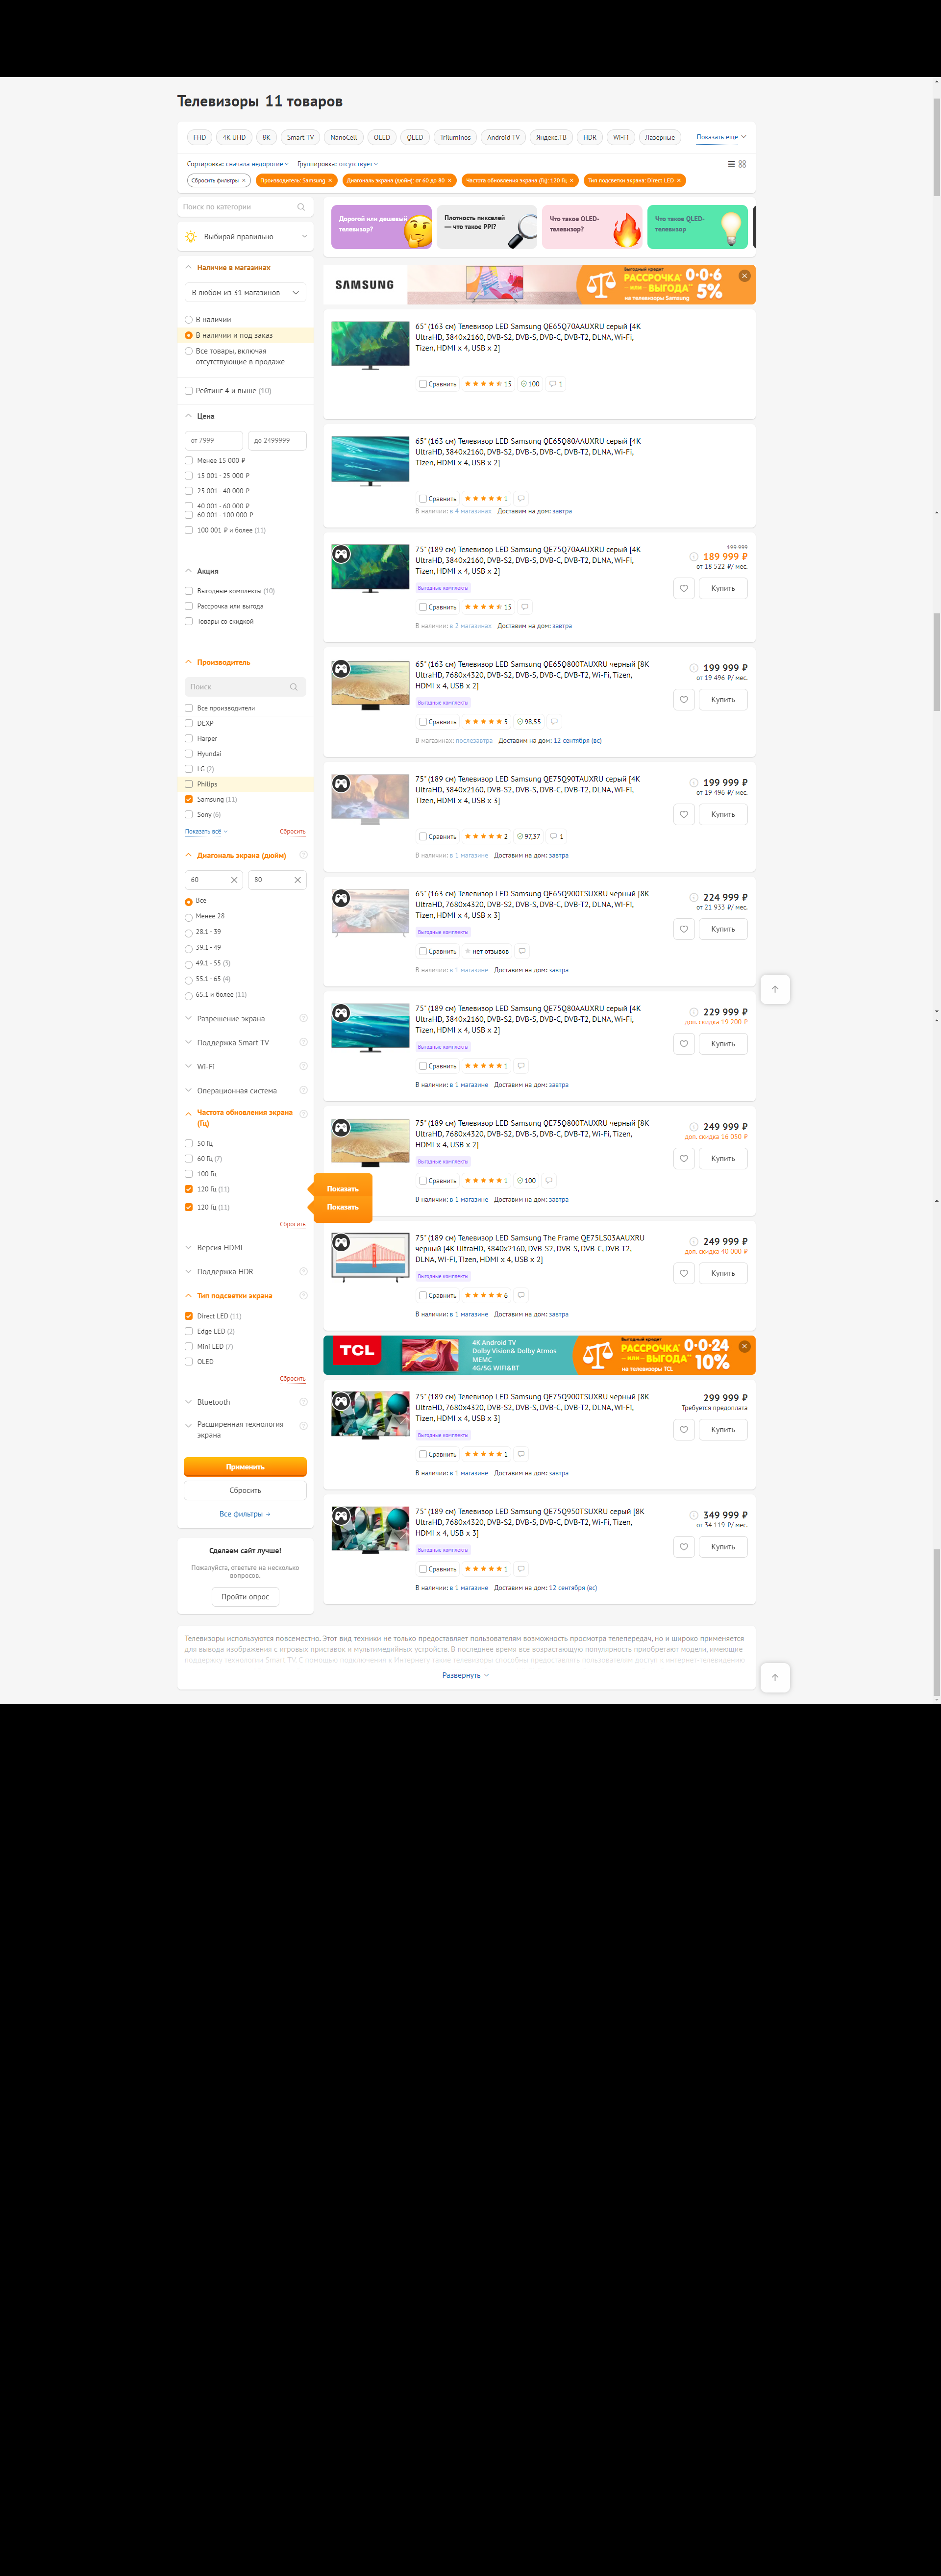 Телевизоры 11 товаров
FHD 4K UHD 8K Smart TV NanoCell OLED QLED Triluminos Android TV Яндекс.ТВ HDR Wi-Fi Лазерные Показать еще
Сортировка: сначала недорогие Группировка: отсутствует
Сбросить фильтры × Производитель: Samsung × Диагональ экрана (дюйм): от 60 до 80 × Частота обновления экрана (Гц): 120 Гц × Тип подсветки экрана: Direct LED ×
Поиск по категории
Выбирай правильно
Наличие в магазинах
В любом из 31 магазинов
В наличии
В наличии и под заказ
Все товары, включая
отсутствующие в продаже
Рейтинг 4 и выше (10)
Цена
от 7999 до 2499999
Менее 15 000 ₽
15 001 - 25 000 ₽
25 001 - 40 000 ₽
40 001 - 60 000 ₽
60 001 - 100 000 ₽
100 001 ₽ и более (11)
Акция
Выгодные комплекты (10)
Рассрочка или выгода
Товары со скидкой
Производитель
Поиск
Все производители
DEXP
Harper
Hyundai
LG (2)
Philips
Samsung (11)
Sony (6)
Показать всё Сбросить
Диагональ экрана (дюйм)
60 80
Все
Менее 28
28.1 - 39
39.1 - 49
49.1 - 55 (3)
55.1 - 65 (4)
65.1 и более (11)
Разрешение экрана
Поддержка Smart TV
Wi-Fi
Операционная система
Частота обновления экрана
(Гц)
50 Гц
60 Гц (7)
100 Гц
120 Гц (11)
Показать
120 Гц (11)
Показать
Сбросить
Версия HDMI
Поддержка HDR
Тип подсветки экрана
Direct LED (11)
Edge LED (2)
Mini LED (7)
OLED
Сбросить
Bluetooth
Расширенная технология
экрана
Применить
Сбросить
Все фильтры →
Сделаем сайт лучше!
Пожалуйста, ответьте на несколько
вопросов.
Пройти опрос
Дорогой или дешевый
телевизор?
Плотность пикселей
— что такое PPI?
Что такое OLED-
телевизор?
Что такое QLED-
телевизор
SAMSUNG
Выгодный кредит
РАССРОЧКА* 0·0·6
— или — ВЫГОДА** 5%
на телевизоры Samsung
65" (163 см) Телевизор LED Samsung QE65Q70AAUXRU серый [4K
UltraHD, 3840x2160, DVB-S2, DVB-S, DVB-C, DVB-T2, DLNA, Wi-Fi,
Tizen, HDMI x 4, USB x 2]
Сравнить 15 100 1
65" (163 см) Телевизор LED Samsung QE65Q80AAUXRU серый [4K
UltraHD, 3840x2160, DVB-S2, DVB-S, DVB-C, DVB-T2, DLNA, Wi-Fi,
Tizen, HDMI x 4, USB x 2]
Сравнить 1
В наличии: в 4 магазинах Доставим на дом: завтра
75" (189 см) Телевизор LED Samsung QE75Q70AAUXRU серый [4K
UltraHD, 3840x2160, DVB-S2, DVB-S, DVB-C, DVB-T2, DLNA, Wi-Fi,
Tizen, HDMI x 4, USB x 2]
199 999
189 999 ₽
от 18 522 ₽/ мес.
Купить
Выгодные комплекты
Сравнить 15
В наличии: в 2 магазинах Доставим на дом: завтра
65" (163 см) Телевизор LED Samsung QE65Q800TAUXRU черный [8K
UltraHD, 7680x4320, DVB-S2, DVB-S, DVB-C, DVB-T2, Wi-Fi, Tizen,
HDMI x 4, USB x 2]
199 999 ₽
от 19 496 ₽/ мес.
Купить
Выгодные комплекты
Сравнить 5 98,55
В магазинах: послезавтра Доставим на дом: 12 сентября (вс)
75" (189 см) Телевизор LED Samsung QE75Q90TAUXRU серый [4K
UltraHD, 3840x2160, DVB-S2, DVB-S, DVB-C, DVB-T2, DLNA, Wi-Fi,
Tizen, HDMI x 4, USB x 3]
199 999 ₽
от 19 496 ₽/ мес.
Купить
Сравнить 2 97,37 1
В наличии: в 1 магазине Доставим на дом: завтра
65" (163 см) Телевизор LED Samsung QE65Q900TSUXRU черный [8K
UltraHD, 7680x4320, DVB-S2, DVB-S, DVB-C, DVB-T2, DLNA, Wi-Fi,
Tizen, HDMI x 4, USB x 3]
224 999 ₽
от 21 933 ₽/ мес.
Купить
Выгодные комплекты
Сравнить нет отзывов
В наличии: в 1 магазине Доставим на дом: завтра
75" (189 см) Телевизор LED Samsung QE75Q80AAUXRU серый [4K
UltraHD, 3840x2160, DVB-S2, DVB-S, DVB-C, DVB-T2, DLNA, Wi-Fi,
Tizen, HDMI x 4, USB x 2]
229 999 ₽
доп. скидка 19 200 ₽
Купить
Выгодные комплекты
Сравнить 1
В наличии: в 1 магазине Доставим на дом: завтра
75" (189 см) Телевизор LED Samsung QE75Q800TAUXRU черный [8K
UltraHD, 7680x4320, DVB-S2, DVB-S, DVB-C, DVB-T2, Wi-Fi, Tizen,
HDMI x 4, USB x 2]
249 999 ₽
доп. скидка 16 050 ₽
Купить
Выгодные комплекты
Сравнить 1 100
В наличии: в 1 магазине Доставим на дом: завтра
75" (189 см) Телевизор LED Samsung The Frame QE75LS03AAUXRU
черный [4K UltraHD, 3840x2160, DVB-S2, DVB-S, DVB-C, DVB-T2,
DLNA, Wi-Fi, Tizen, HDMI x 4, USB x 2]
249 999 ₽
доп. скидка 40 000 ₽
Купить
Выгодные комплекты
Сравнить 6
В наличии: в 1 магазине Доставим на дом: завтра
TCL
4K Android TV
Dolby Vision& Dolby Atmos
MEMC
4G/5G WIFI&BT
Выгодный кредит
РАССРОЧКА* 0·0·24
— или — ВЫГОДА** 10%
на телевизоры TCL
75" (189 см) Телевизор LED Samsung QE75Q900TSUXRU черный [8K
UltraHD, 7680x4320, DVB-S2, DVB-S, DVB-C, DVB-T2, DLNA, Wi-Fi,
Tizen, HDMI x 4, USB x 3]
299 999 ₽
Требуется предоплата
Купить
Выгодные комплекты
Сравнить 1
В наличии: в 1 магазине Доставим на дом: завтра
75" (189 см) Телевизор LED Samsung QE75Q950TSUXRU серый [8K
UltraHD, 7680x4320, DVB-S2, DVB-S, DVB-C, DVB-T2, Wi-Fi, Tizen,
HDMI x 4, USB x 3]
349 999 ₽
от 34 119 ₽/ мес.
Купить
Выгодные комплекты
Сравнить 1
В наличии: в 1 магазине Доставим на дом: 12 сентября (вс)
Телевизоры используются повсеместно. Этот вид техники не только предоставляет пользователям возможность просмотра телепередач, но и широко применяется
для вывода изображения с игровых приставок и мультимедийных устройств. В последнее время все возрастающую популярность приобретают модели, имеющие
поддержку технологии Smart TV. С помощью подключения к Интернету такие телевизоры способны предоставлять пользователям доступ к интернет-телевидению
Развернуть